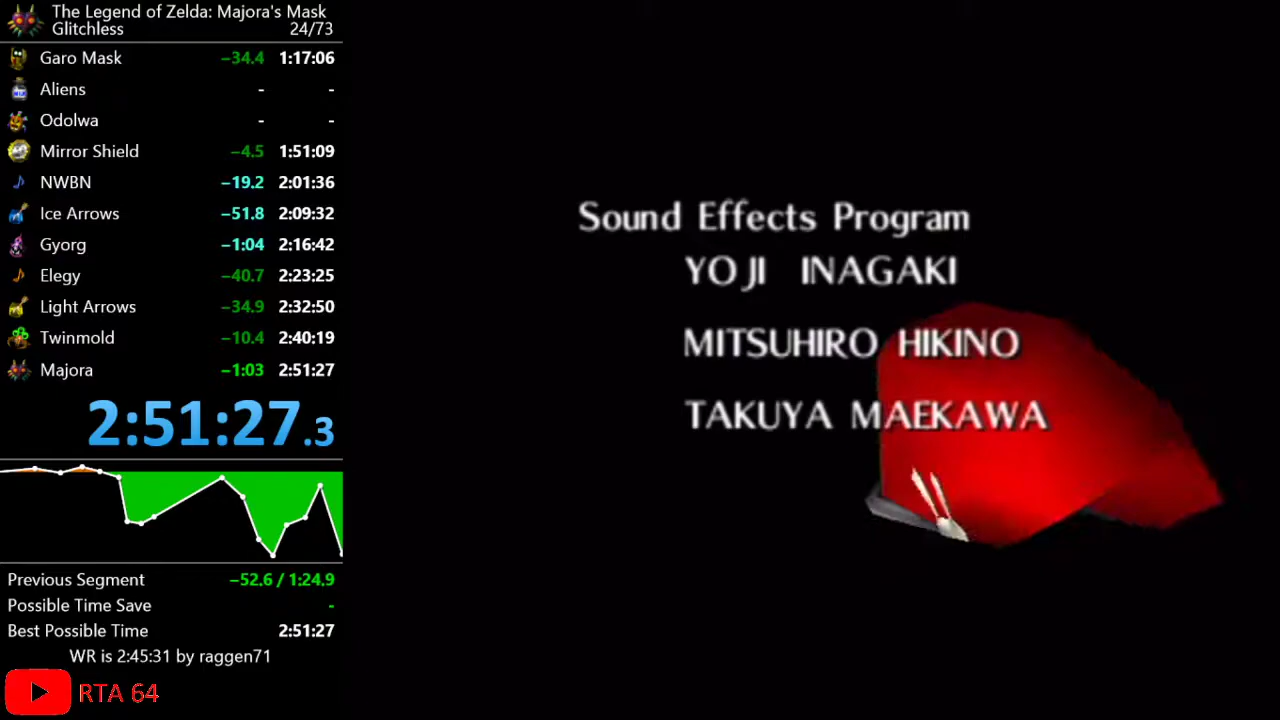 The Legend of Zelda: Majora's Mask
Glitchless 24/73
Garo Mask −34.4 1:17:06
Aliens - -
Odolwa - -
Mirror Shield −4.5 1:51:09
NWBN −19.2 2:01:36
Ice Arrows −51.8 2:09:32
Gyorg −1:04 2:16:42
Elegy −40.7 2:23:25
Light Arrows −34.9 2:32:50
Twinmold −10.4 2:40:19
Majora −1:03 2:51:27
2:51:27.3
Previous Segment −52.6 / 1:24.9
Possible Time Save -
Best Possible Time 2:51:27
WR is 2:45:31 by raggen71
RTA 64
Sound Effects Program
YOJI INAGAKI
MITSUHIRO HIKINO
TAKUYA MAEKAWA